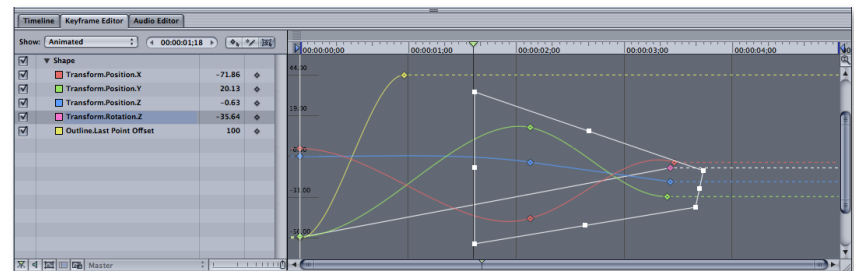 Timeline Keyframe Editor Audio Editor
Show: Animated 00:00:01;18
00:00:00;00 00:00:01;00 00:00:02;00 00:00:03;00 00:00:04;00
Shape
Transform.Position.X -71.86
Transform.Position.Y 20.13
Transform.Position.Z -0.63
Transform.Rotation.Z -35.64
Outline.Last Point Offset 100
44.00
19.00
-6.00
-31.00
-56.00
Master